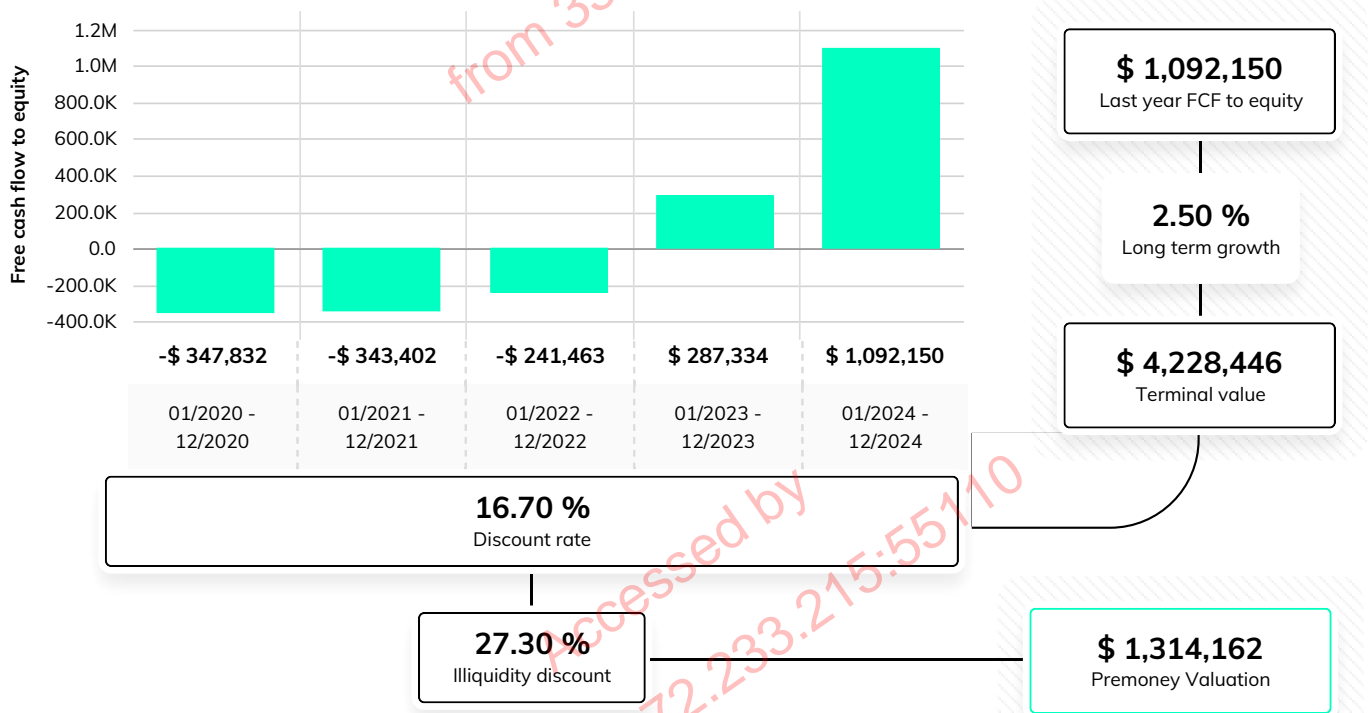 Free cash flow to equity
1.2M
1.0M
800.0K
600.0K
400.0K
200.0K
0.0
-200.0K
-400.0K
-$ 347,832
-$ 343,402
-$ 241,463
$ 287,334
$ 1,092,150
01/2020 -
12/2020
01/2021 -
12/2021
01/2022 -
12/2022
01/2023 -
12/2023
01/2024 -
12/2024
$ 1,092,150
Last year FCF to equity
2.50 %
Long term growth
$ 4,228,446
Terminal value
16.70 %
Discount rate
27.30 %
Illiquidity discount
$ 1,314,162
Premoney Valuation
from
Accessed by
72.233.215:55110